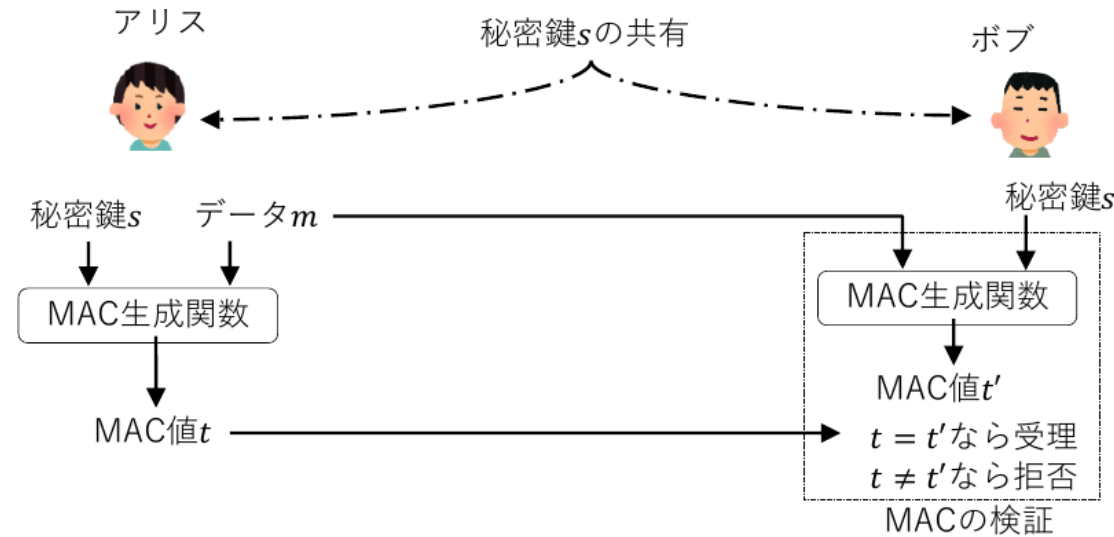 アリス
秘密鍵sの共有
ボブ
秘密鍵s
データm
秘密鍵s
MAC生成関数
MAC生成関数
MAC値t
MAC値t′
t = t′なら受理
t ≠ t′なら拒否
MACの検証